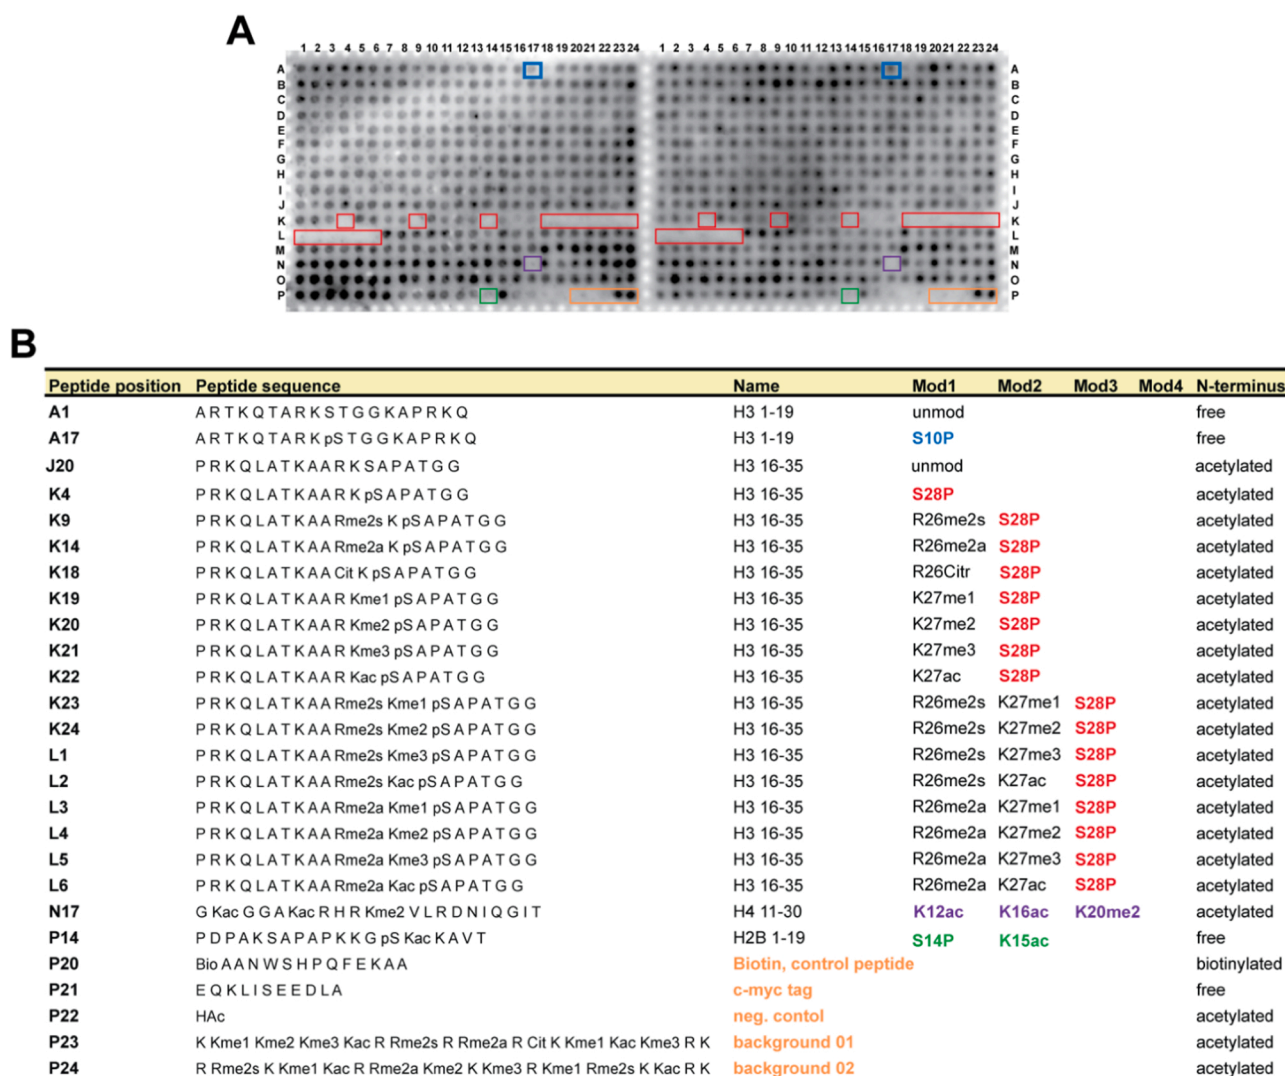 A
1 2 3 4 5 6 7 8 9 10 11 12 13 14 15 16 17 18 19 20 21 22 23 24 1 2 3 4 5 6 7 8 9 10 11 12 13 14 15 16 17 18 19 20 21 22 23 24
A A
B B
C C
D D
E E
F F
G G
H H
I I
J J
K K
L L
M M
N N
O O
P P
B
Peptide position Peptide sequence Name Mod1 Mod2 Mod3 Mod4 N-terminus
A1 A R T K Q T A R K S T G G K A P R K Q H3 1-19 unmod free
A17 A R T K Q T A R K pS T G G K A P R K Q H3 1-19 S10P free
J20 P R K Q L A T K A A R K S A P A T G G H3 16-35 unmod acetylated
K4 P R K Q L A T K A A R K pS A P A T G G H3 16-35 S28P acetylated
K9 P R K Q L A T K A A Rme2s K pS A P A T G G H3 16-35 R26me2s S28P acetylated
K14 P R K Q L A T K A A Rme2a K pS A P A T G G H3 16-35 R26me2a S28P acetylated
K18 P R K Q L A T K A A Cit K pS A P A T G G H3 16-35 R26Citr S28P acetylated
K19 P R K Q L A T K A A R Kme1 pS A P A T G G H3 16-35 K27me1 S28P acetylated
K20 P R K Q L A T K A A R Kme2 pS A P A T G G H3 16-35 K27me2 S28P acetylated
K21 P R K Q L A T K A A R Kme3 pS A P A T G G H3 16-35 K27me3 S28P acetylated
K22 P R K Q L A T K A A R Kac pS A P A T G G H3 16-35 K27ac S28P acetylated
K23 P R K Q L A T K A A Rme2s Kme1 pS A P A T G G H3 16-35 R26me2s K27me1 S28P acetylated
K24 P R K Q L A T K A A Rme2s Kme2 pS A P A T G G H3 16-35 R26me2s K27me2 S28P acetylated
L1 P R K Q L A T K A A Rme2s Kme3 pS A P A T G G H3 16-35 R26me2s K27me3 S28P acetylated
L2 P R K Q L A T K A A Rme2s Kac pS A P A T G G H3 16-35 R26me2s K27ac S28P acetylated
L3 P R K Q L A T K A A Rme2a Kme1 pS A P A T G G H3 16-35 R26me2a K27me1 S28P acetylated
L4 P R K Q L A T K A A Rme2a Kme2 pS A P A T G G H3 16-35 R26me2a K27me2 S28P acetylated
L5 P R K Q L A T K A A Rme2a Kme3 pS A P A T G G H3 16-35 R26me2a K27me3 S28P acetylated
L6 P R K Q L A T K A A Rme2a Kac pS A P A T G G H3 16-35 R26me2a K27ac S28P acetylated
N17 G Kac G G A Kac R H R Kme2 V L R D N I Q G I T H4 11-30 K12ac K16ac K20me2 acetylated
P14 P D P A K S A P A P K K G pS Kac K A V T H2B 1-19 S14P K15ac free
P20 Bio A A N W S H P Q F E K A A Biotin, control peptide biotinylated
P21 E Q K L I S E E D L A c-myc tag free
P22 HAc neg. contol acetylated
P23 K Kme1 Kme2 Kme3 Kac R Rme2s R Rme2a R Cit K Kme1 Kac Kme3 R K background 01 acetylated
P24 R Rme2s K Kme1 Kac R Rme2a Kme2 K Kme3 R Kme1 Rme2s K Kac R K background 02 acetylated